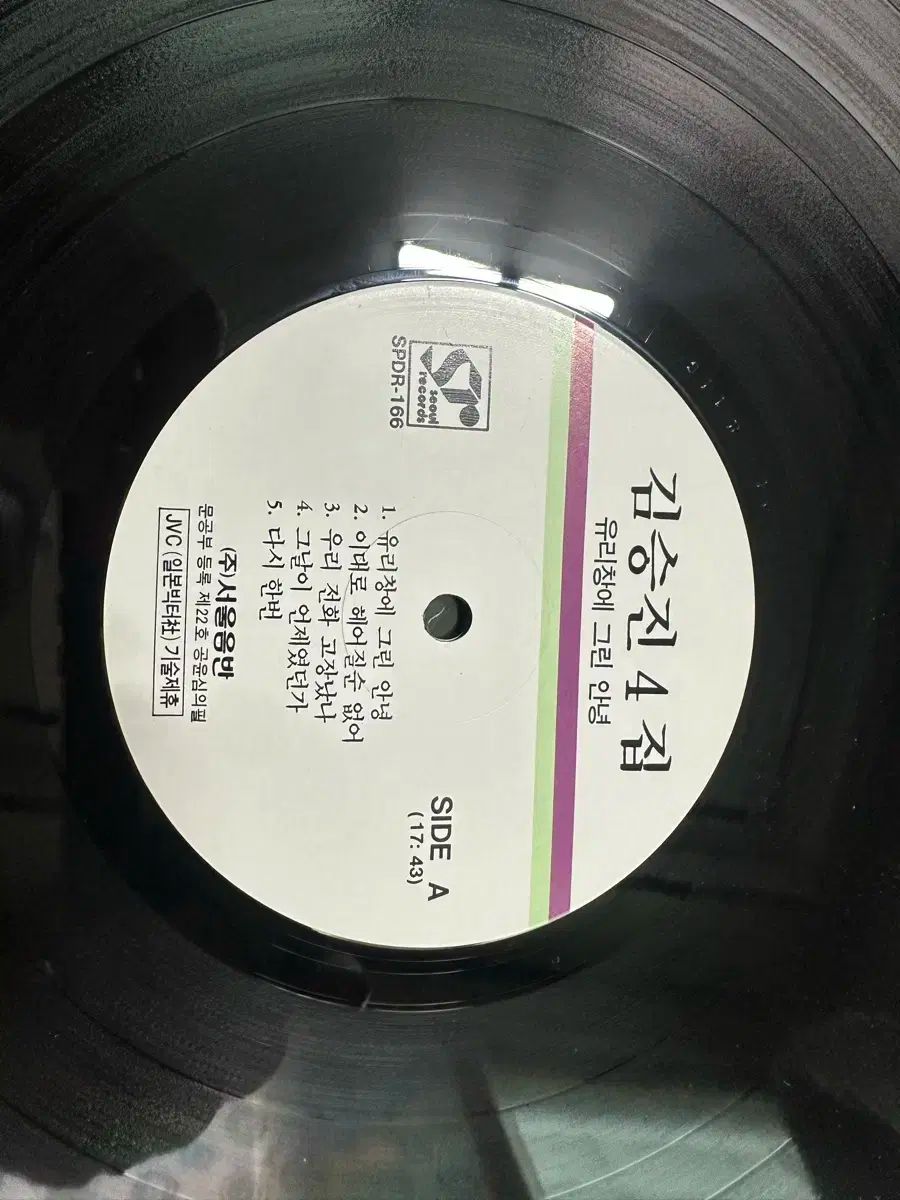 김승진 4 집
유리창에 그린 안녕
Sr
seoul
records
SPDR-166
SIDE A
(17:43)
1. 유리창에 그린 안녕
2. 이대로 헤어질순 없어
3. 우리 전화 고장났나
4. 그날이 언제였던가
5. 다시 한번
(주)서울음반
문공부 등록 제22호 공윤심의필
JVC (일본빅터社) 기술제휴